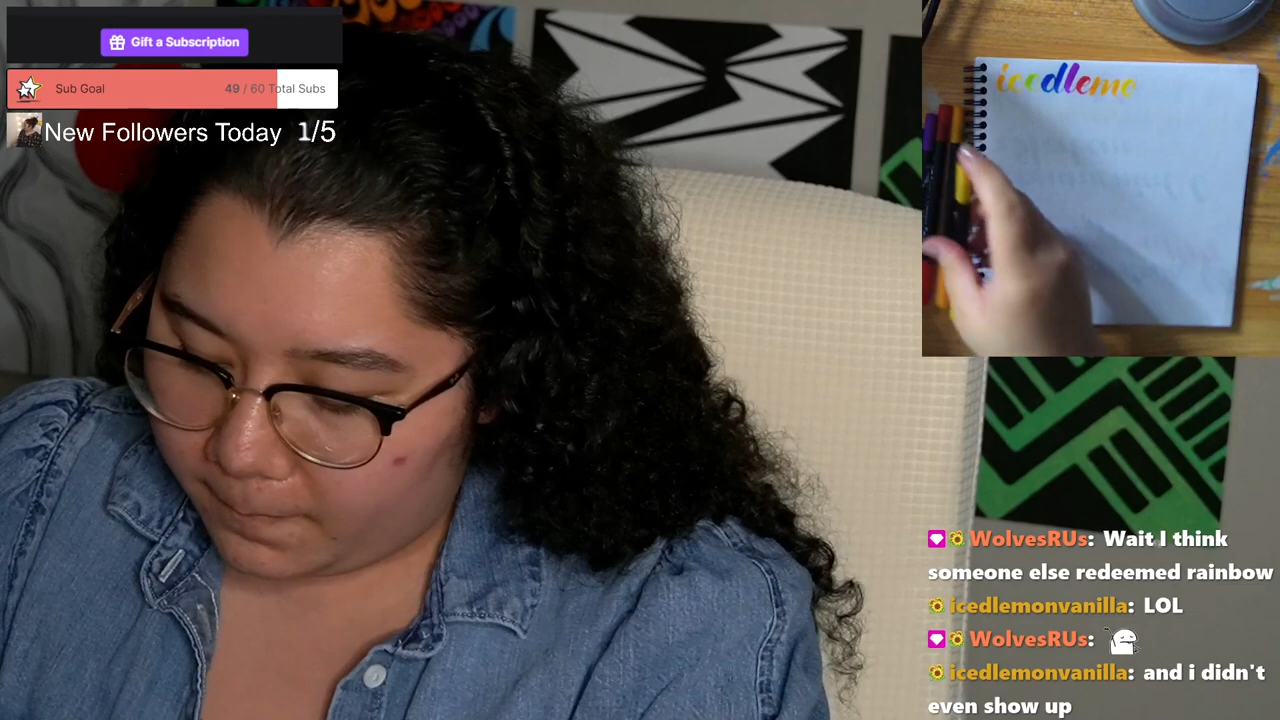 Gift a Subscription
Sub Goal 49 / 60 Total Subs
New Followers Today 1/5
icedlemo
WolvesRUs: Wait I think
someone else redeemed rainbow
icedlemonvanilla: LOL
WolvesRUs:
icedlemonvanilla: and i didn't
even show up